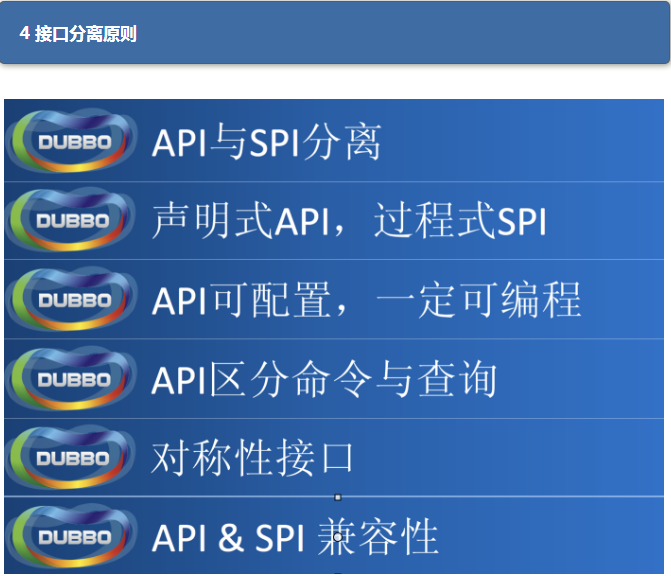 4 接口分离原则
DUBBO API与SPI分离
DUBBO 声明式API，过程式SPI
DUBBO API可配置，一定可编程
DUBBO API区分命令与查询
DUBBO 对称性接口
DUBBO API & SPI 兼容性